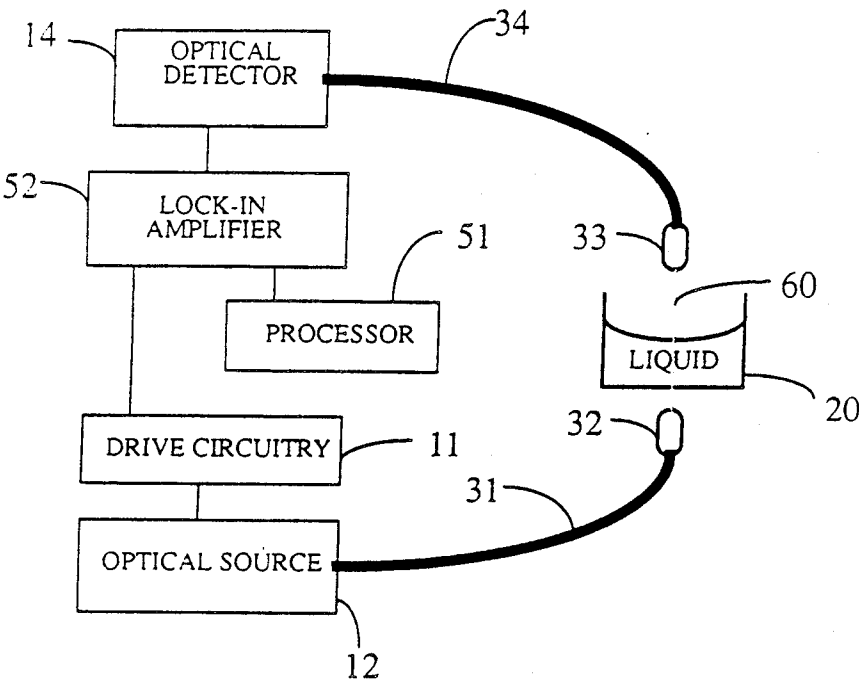 34
14
OPTICAL
DETECTOR
52
LOCK-IN
AMPLIFIER
51
33
60
PROCESSOR
LIQUID
20
32
DRIVE CIRCUITRY
11
31
OPTICAL SOURCE
12